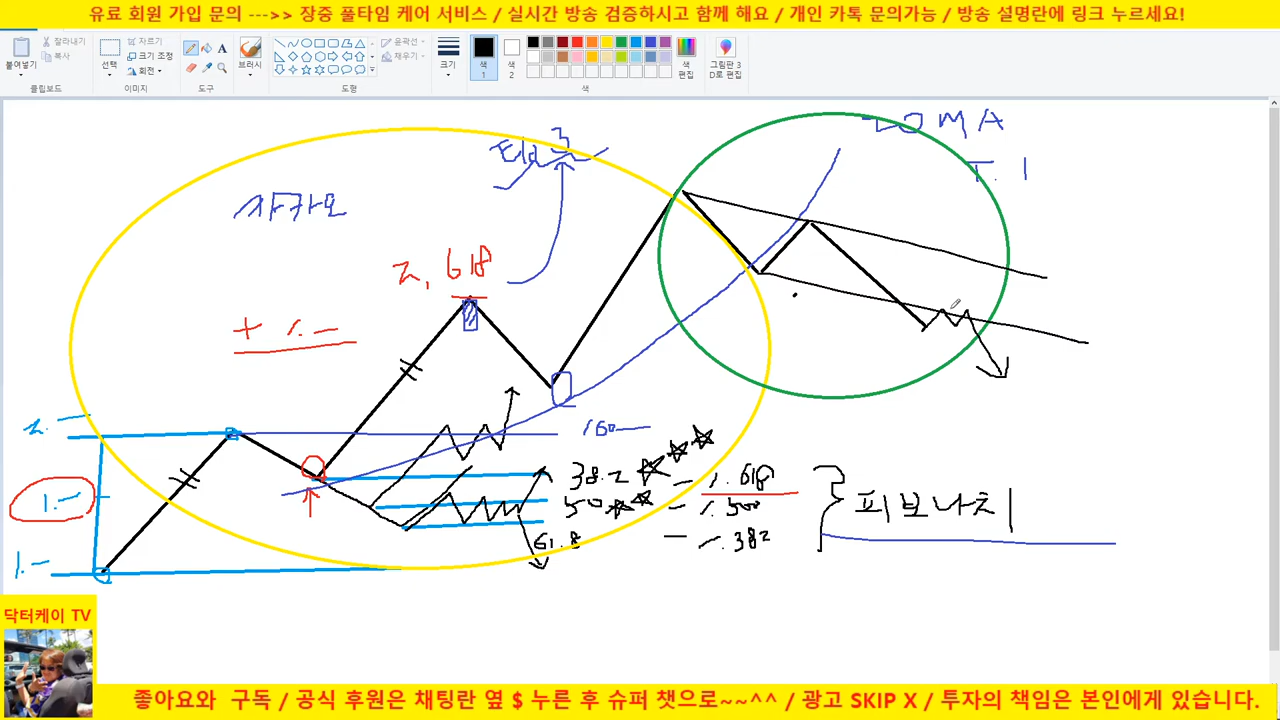 유료 회원 가입 문의 --->> 장중 풀타임 케어 서비스 / 실시간 방송 검증하시고 함께 해요 / 개인 카톡 문의가능 / 방송 설명란에 링크 누르세요!
붙여넣기
잘라내기
복사
클립보드
선택
자르기
크기 조정
회전
이미지
도구
브러시
윤곽선
채우기
도형
크기
색 1
색 2
색 편집
그림판 3D로 편집
색
20 M A
T. 1
3
2,618
+ 1.-
2.-
1.-
1.-
160-
38.2 ☆☆☆ - 1.618
50 ☆☆ - 1.500
61.8 - 1.382
피보나치
닥터케이 TV
좋아요와 구독 / 공식 후원은 채팅란 옆 $ 누른 후 슈퍼 챗으로~~^^ / 광고 SKIP X / 투자의 책임은 본인에게 있습니다.